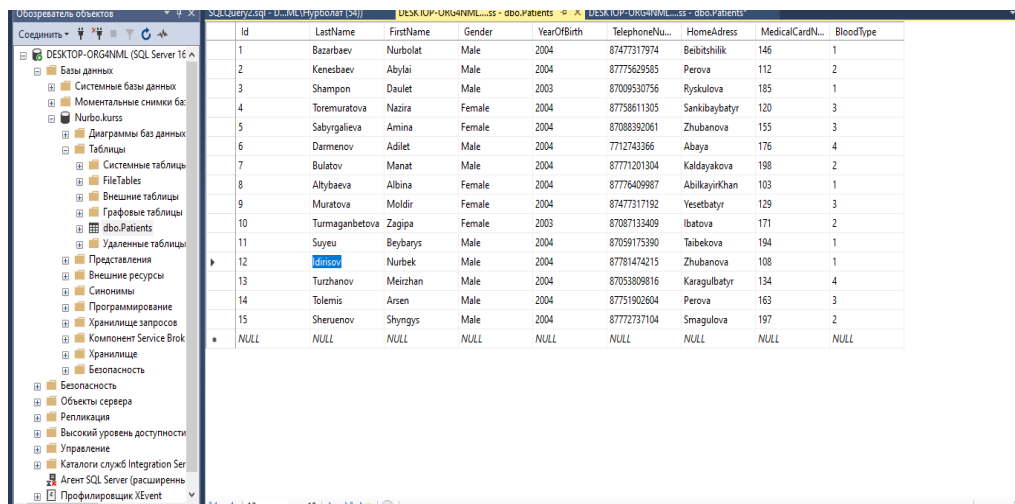 Обозреватель объектов
SQLQuery2.sql - D...ML\Нурболат (54))
DESKTOP-ORG4NML....ss - dbo.Patients
DESKTOP-ORG4NML....ss - dbo.Patients*
Соединить
DESKTOP-ORG4NML (SQL Server 16
Базы данных
Системные базы данных
Моментальные снимки ба
Nurbo.kurss
Диаграммы баз данных
Таблицы
Системные таблицы
FileTables
Внешние таблицы
Графовые таблицы
dbo.Patients
Удаленные таблицы
Представления
Внешние ресурсы
Синонимы
Программирование
Хранилище запросов
Компонент Service Brok
Хранилище
Безопасность
Безопасность
Объекты сервера
Репликация
Высокий уровень доступности
Управление
Каталоги служб Integration Ser
Агент SQL Server (расширеннь
Профилировщик XEvent
Id LastName FirstName Gender YearOfBirth TelephoneNu... HomeAdress MedicalCardN... BloodType
1 Bazarbaev Nurbolat Male 2004 87477317974 Beibitshilik 146 1
2 Kenesbaev Abylai Male 2004 87775629585 Perova 112 2
3 Shampon Daulet Male 2003 87009530756 Ryskulova 185 1
4 Toremuratova Nazira Female 2004 87758611305 Sankibaybatyr 120 3
5 Sabyrgalieva Amina Female 2004 87088392061 Zhubanova 155 3
6 Darmenov Adilet Male 2004 7712743366 Abaya 176 4
7 Bulatov Manat Male 2004 87771201304 Kaldayakova 198 2
8 Altybaeva Albina Female 2004 87776409987 AbilkayirKhan 103 1
9 Muratova Moldir Female 2004 87477317192 Yesetbatyr 129 3
10 Turmaganbetova Zagipa Female 2003 87087133409 Ibatova 171 2
11 Suyeu Beybarys Male 2004 87059175390 Taibekova 194 1
12 Idirisov Nurbek Male 2004 87781474215 Zhubanova 108 1
13 Turzhanov Meirzhan Male 2004 87053809816 Karagulbatyr 134 4
14 Tolemis Arsen Male 2004 87751902604 Perova 163 3
15 Sheruenov Shyngys Male 2004 87772737104 Smagulova 197 2
NULL NULL NULL NULL NULL NULL NULL NULL NULL